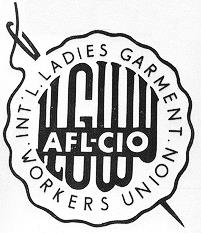 INT'L. LADIES GARMENT
WORKERS UNION
ILGWU
AFL-CIO